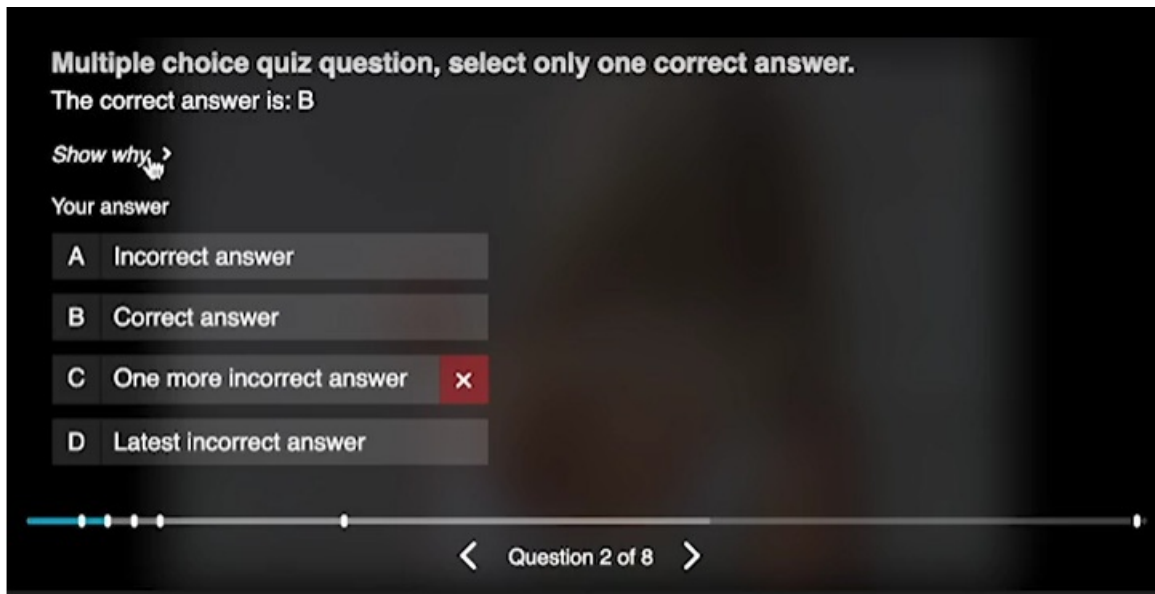 Multiple choice quiz question, select only one correct answer.
The correct answer is: B
Show why
Your answer
A Incorrect answer
B Correct answer
C One more incorrect answer
D Latest incorrect answer
Question 2 of 8